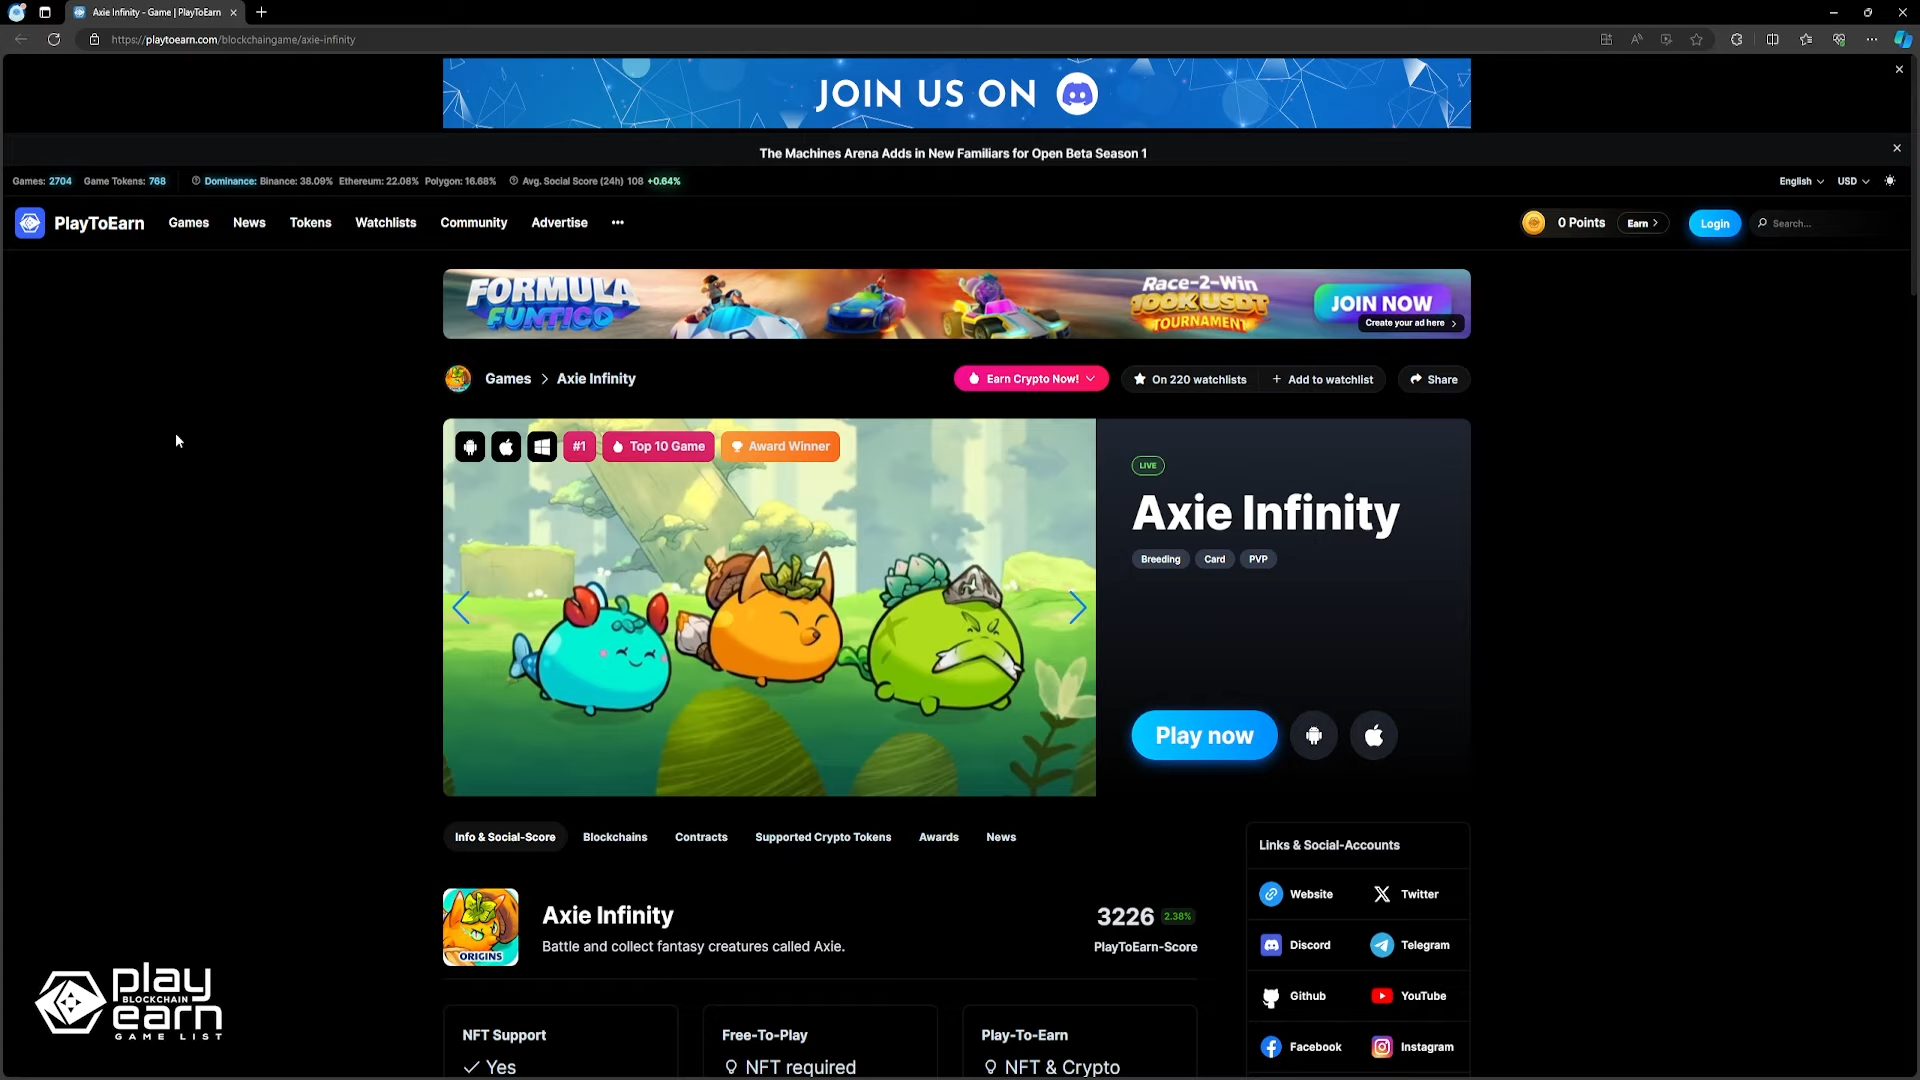 Axie Infinity - Game | PlayToEarn
https://playtoearn.com/blockchaingame/axie-infinity
JOIN US ON
The Machines Arena Adds in New Familiars for Open Beta Season 1
Games: 2704 Game Tokens: 768 Dominance: Binance: 38.09% Ethereum: 22.08% Polygon: 16.68% Avg. Social Score (24h) 108 +0.64% English USD
PlayToEarn Games News Tokens Watchlists Community Advertise ••• 0 Points Earn Login Search...
FORMULA FUNTICO
Race-2-Win
100K USDT
TOURNAMENT
JOIN NOW
Create your ad here
Games > Axie Infinity Earn Crypto Now! On 220 watchlists + Add to watchlist Share
#1 Top 10 Game Award Winner
LIVE
Axie Infinity
Breeding Card PVP
Play now
Info & Social-Score Blockchains Contracts Supported Crypto Tokens Awards News
Links & Social-Accounts
Website Twitter
Discord Telegram
Github YouTube
Facebook Instagram
ORIGINS
Axie Infinity
Battle and collect fantasy creatures called Axie.
3226 2.38%
PlayToEarn-Score
NFT Support
Yes
Free-To-Play
NFT required
Play-To-Earn
NFT & Crypto
play
BLOCKCHAIN
earn
GAME LIST